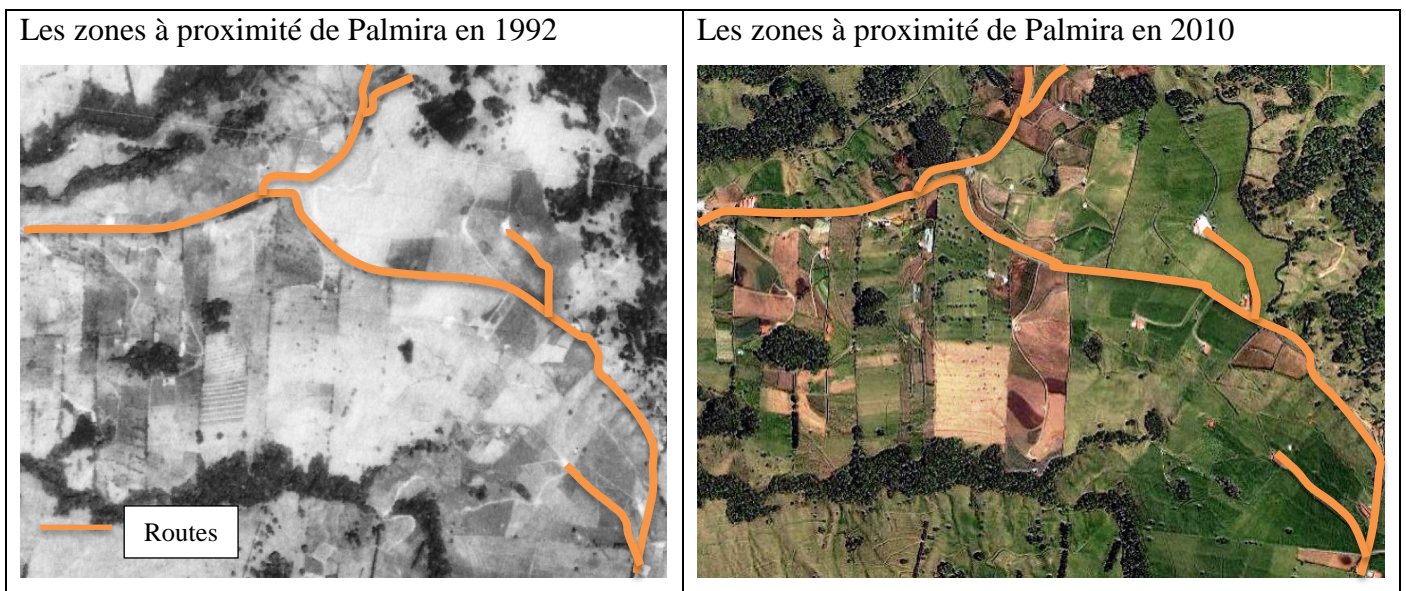 Les zones à proximité de Palmira en 1992
Les zones à proximité de Palmira en 2010
Routes